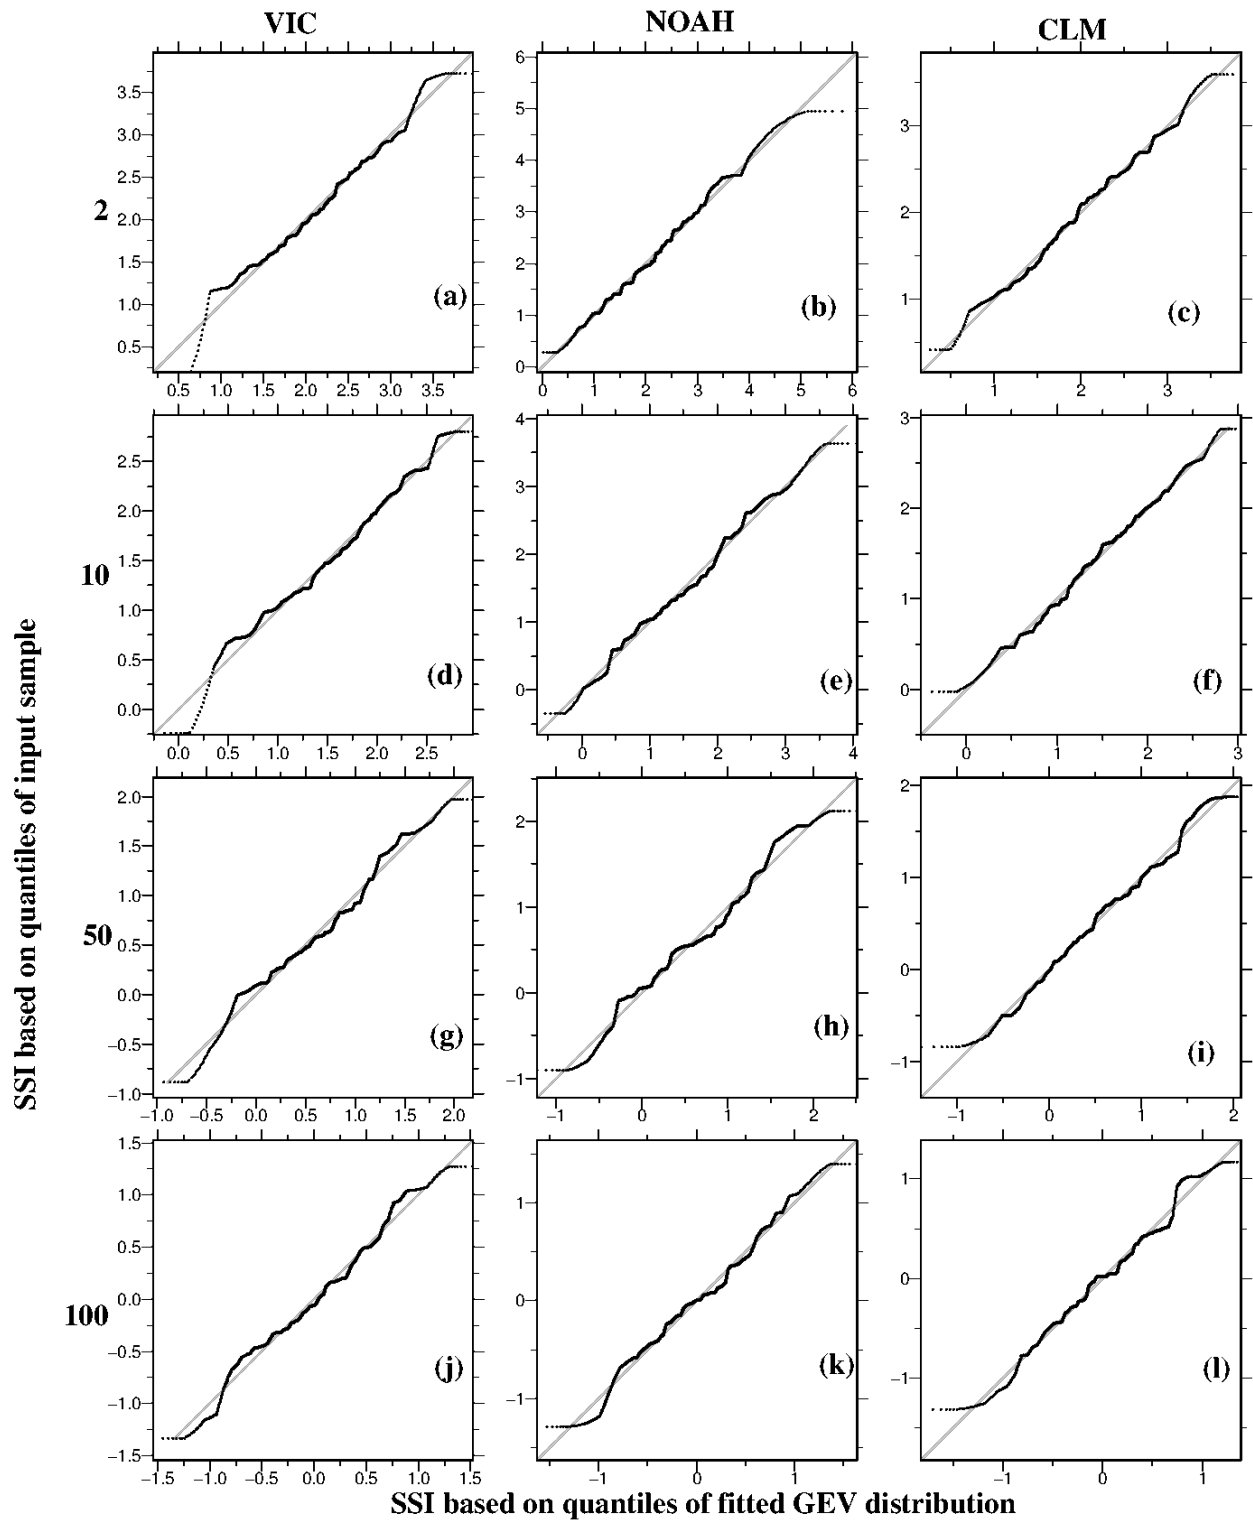 VIC NOAH CLM
2
3.5 3.0 2.5 2.0 1.5 1.0 0.5
0.5 1.0 1.5 2.0 2.5 3.0 3.5
(a)
6 5 4 3 2 1 0
0 1 2 3 4 5 6
(b)
3 2 1
1 2 3
(c)
10
2.5 2.0 1.5 1.0 0.5 0.0
0.0 0.5 1.0 1.5 2.0 2.5
(d)
4 3 2 1 0
0 1 2 3 4
(e)
3 2 1 0
0 1 2 3
(f)
SSI based on quantiles of input sample
50
2.0 1.5 1.0 0.5 0.0 −0.5 −1.0
−1.0 −0.5 0.0 0.5 1.0 1.5 2.0
(g)
2 1 0 −1
−1 0 1 2
(h)
2 1 0 −1
−1 0 1 2
(i)
100
1.5 1.0 0.5 0.0 −0.5 −1.0 −1.5
−1.5 −1.0 −0.5 0.0 0.5 1.0 1.5
(j)
1 0 −1
−1 0 1
(k)
1 0 −1
−1 0 1
(l)
SSI based on quantiles of fitted GEV distribution